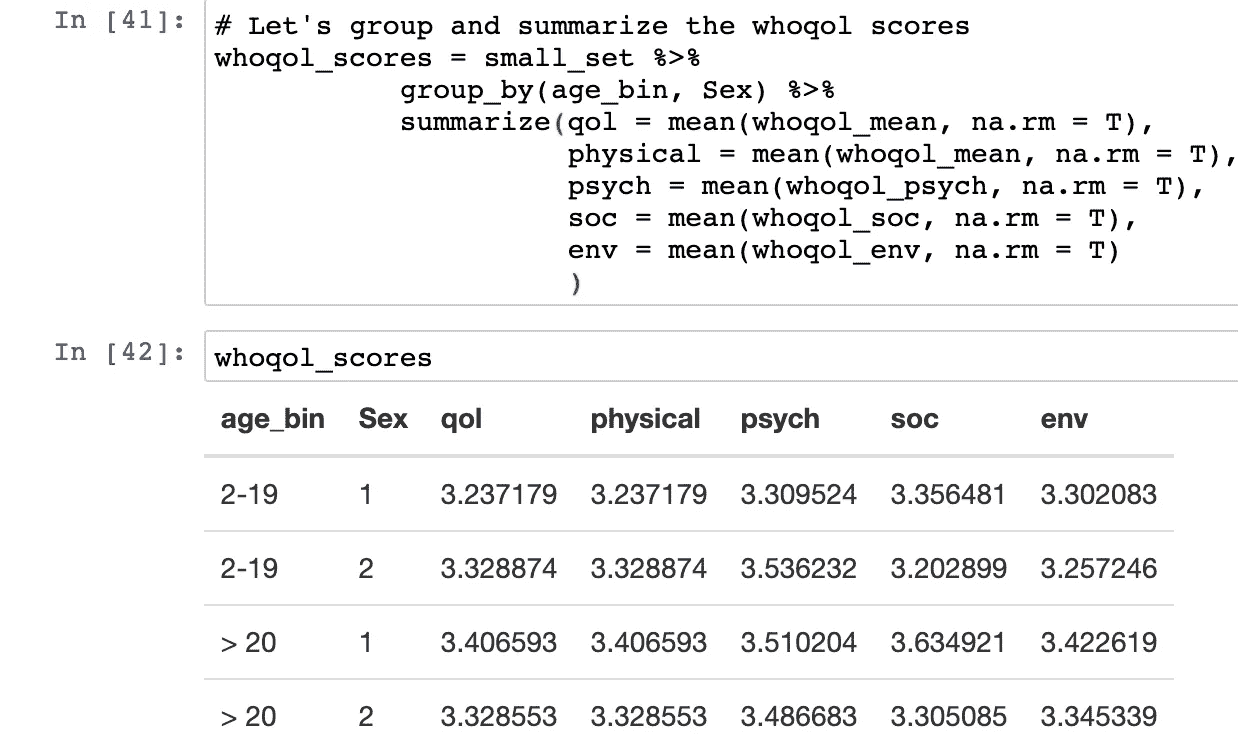 In [41]:
# Let's group and summarize the whoqol scores
whoqol_scores = small_set %>%
group_by(age_bin, Sex) %>%
summarize(qol = mean(whoqol_mean, na.rm = T),
physical = mean(whoqol_mean, na.rm = T),
psych = mean(whoqol_psych, na.rm = T),
soc = mean(whoqol_soc, na.rm = T),
env = mean(whoqol_env, na.rm = T)
)
In [42]:
whoqol_scores
age_bin Sex qol physical psych soc env
2-19 1 3.237179 3.237179 3.309524 3.356481 3.302083
2-19 2 3.328874 3.328874 3.536232 3.202899 3.257246
> 20 1 3.406593 3.406593 3.510204 3.634921 3.422619
> 20 2 3.328553 3.328553 3.486683 3.305085 3.345339